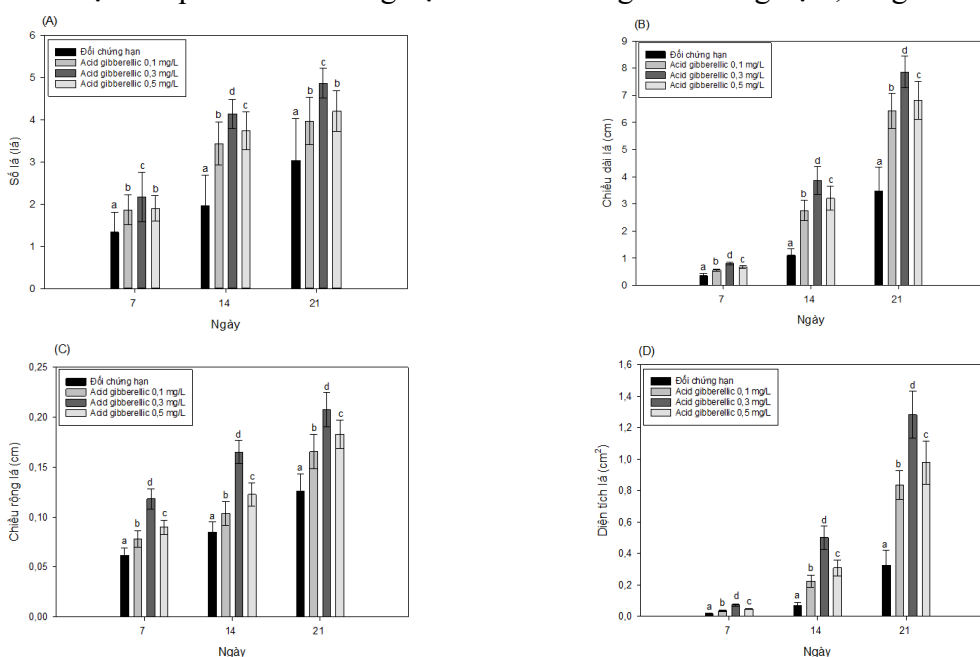 (A)
Đối chứng hạn
Acid gibberellic 0,1 mg/L
Acid gibberellic 0,3 mg/L
Acid gibberellic 0,5 mg/L
Số lá (lá)
6
5
4
3
2
1
0
a b c b
a b d c
a b c b
7 14 21
Ngày
(B)
Đối chứng hạn
Acid gibberellic 0,1 mg/L
Acid gibberellic 0,3 mg/L
Acid gibberellic 0,5 mg/L
Chiều dài lá (cm)
9
8
7
6
5
4
3
2
1
0
a b d c
a b d c
a b d c
7 14 21
Ngày
(C)
Đối chứng hạn
Acid gibberellic 0,1 mg/L
Acid gibberellic 0,3 mg/L
Acid gibberellic 0,5 mg/L
Chiều rộng lá (cm)
0,25
0,20
0,15
0,10
0,05
0,00
a b d c
a b d c
a b d c
7 14 21
Ngày
(D)
Đối chứng hạn
Acid gibberellic 0,1 mg/L
Acid gibberellic 0,3 mg/L
Acid gibberellic 0,5 mg/L
Diện tích lá (cm²)
1,6
1,4
1,2
1,0
0,8
0,6
0,4
0,2
0,0
a b d c
a b d c
a b d c
7 14 21
Ngày